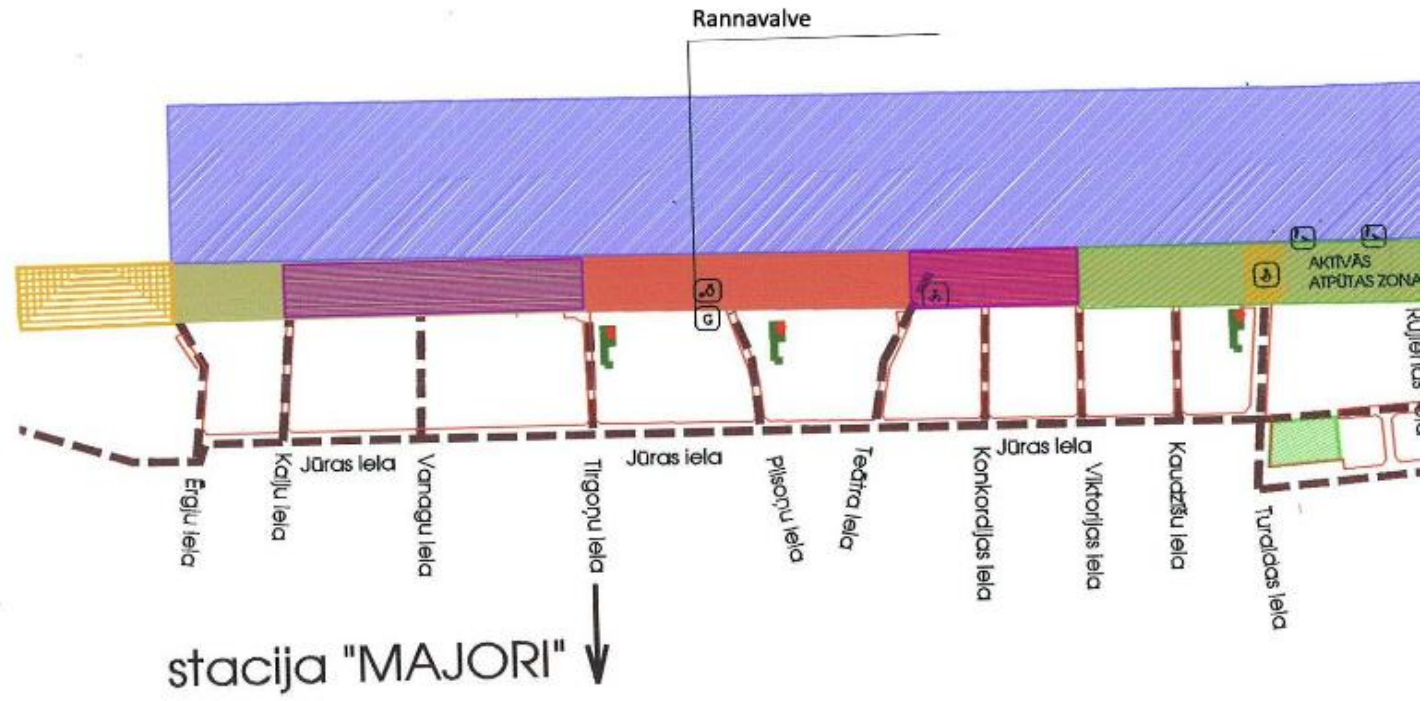 Rannavalve
AKTĪVĀS
ATPŪTAS ZONA
Jūras iela
Jūras iela
Jūras iela
Ērgļu iela
Kaiju iela
Vanagu iela
Tirgoņu iela
Pilsoņu iela
Teātra iela
Konkordijas iela
Viktorijas iela
Kaudzīšu iela
Turaidas iela
stacija "MAJORI"